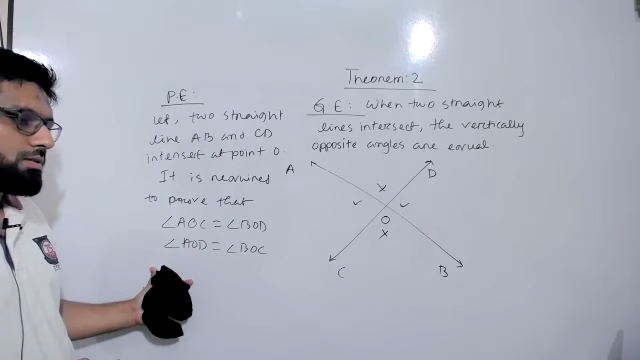 Theorem: 2
P.E:
Let, two straight
line AB and CD
intersect at point O.
It is required
to prove that
∠AOC = ∠BOD
∠AOD = ∠BOC
G.E: When two straight
lines intersect, the vertically
opposite angles are equal.
A
D
O
C
B